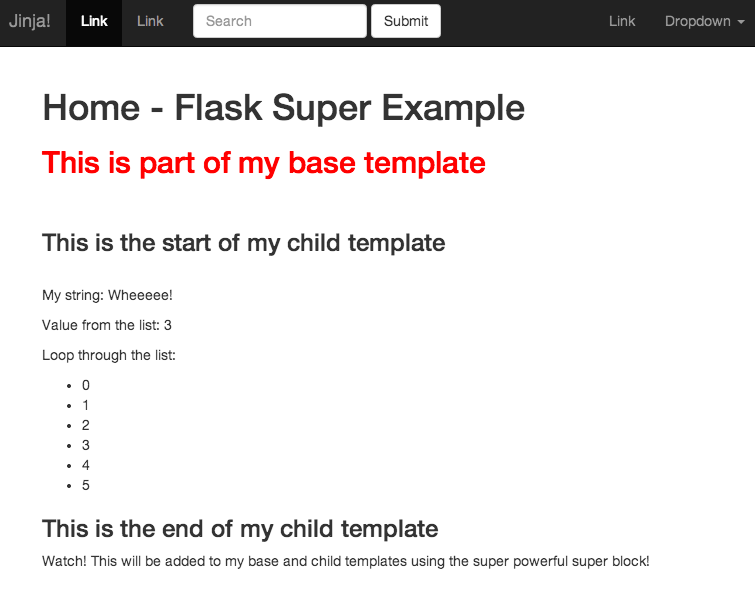 Jinja! Link Link Search Submit Link Dropdown
Home - Flask Super Example
This is part of my base template
This is the start of my child template
My string: Wheeeee!
Value from the list: 3
Loop through the list:
• 0
• 1
• 2
• 3
• 4
• 5
This is the end of my child template
Watch! This will be added to my base and child templates using the super powerful super block!